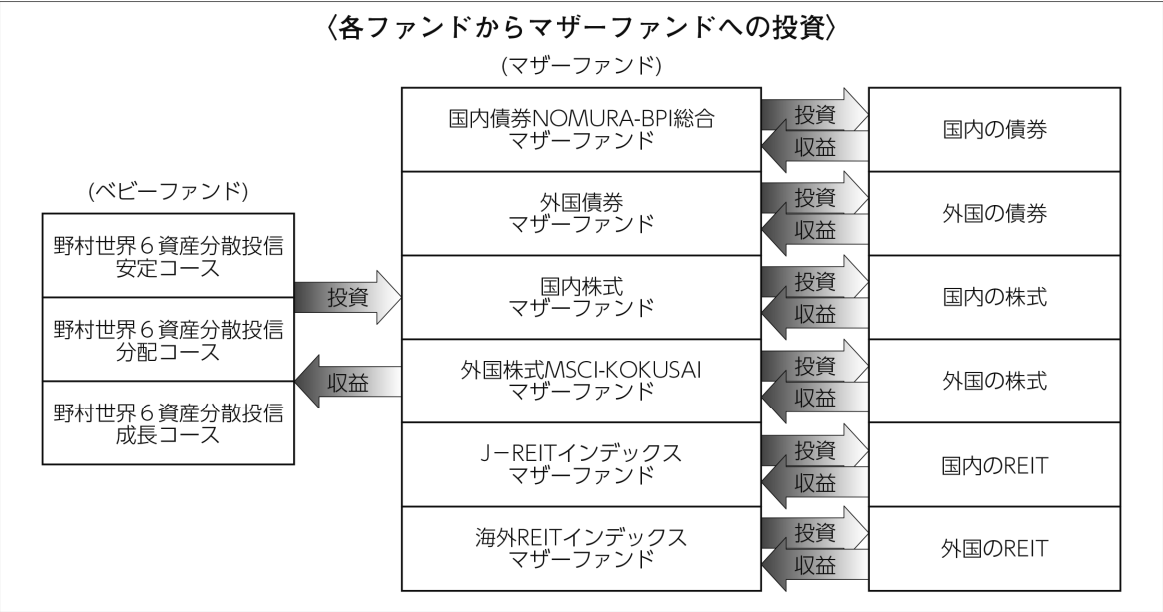 〈各ファンドからマザーファンドへの投資〉
(マザーファンド)
(ベビーファンド)
野村世界６資産分散投信
安定コース
野村世界６資産分散投信
分配コース
野村世界６資産分散投信
成長コース
投資
収益
国内債券NOMURA-BPI総合
マザーファンド
投資
収益
国内の債券
外国債券
マザーファンド
投資
収益
外国の債券
国内株式
マザーファンド
投資
収益
国内の株式
外国株式MSCI-KOKUSAI
マザーファンド
投資
収益
外国の株式
J－REITインデックス
マザーファンド
投資
収益
国内のREIT
海外REITインデックス
マザーファンド
投資
収益
外国のREIT